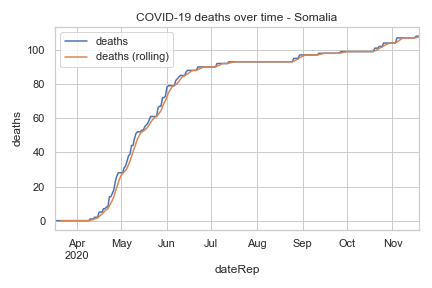 COVID-19 deaths over time - Somalia
deaths
deaths (rolling)
100
80
60
40
20
0
deaths
Apr May Jun Jul Aug Sep Oct Nov
2020
dateRep